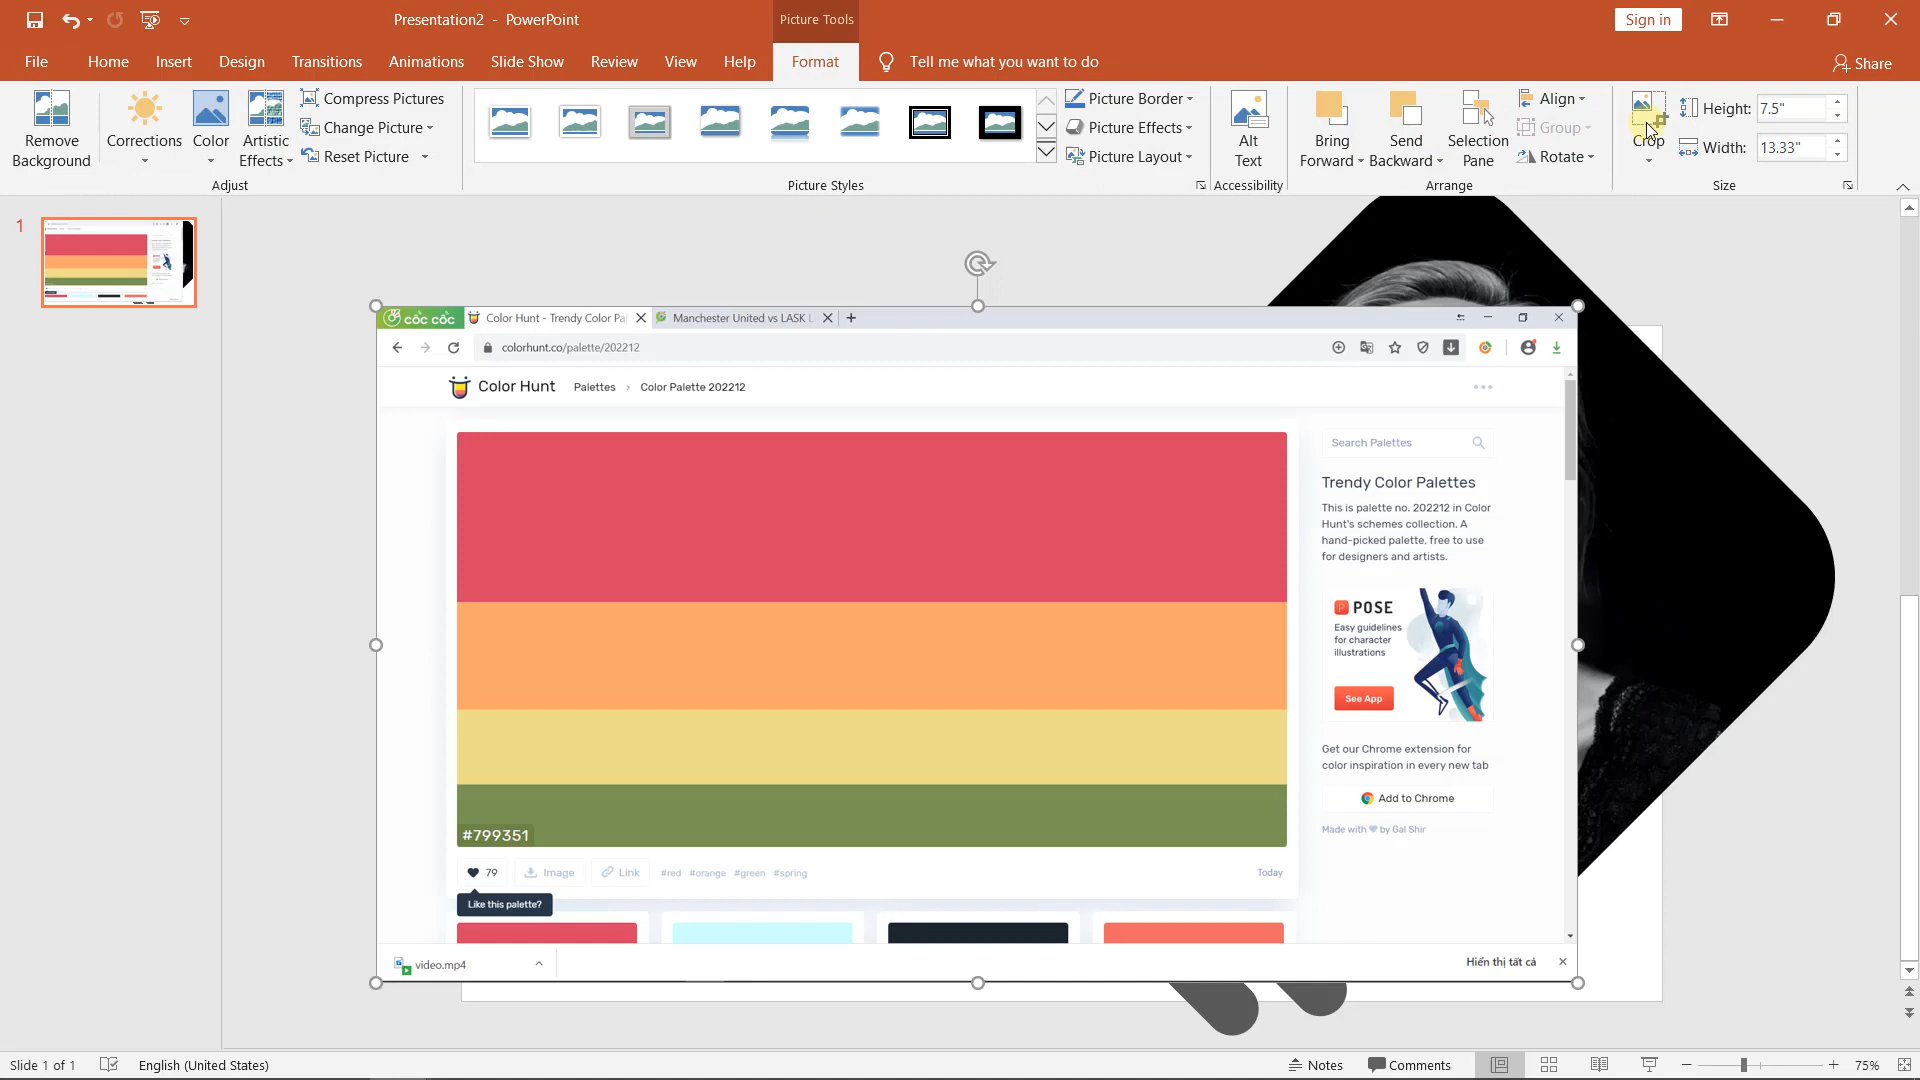 Presentation2 - PowerPoint
Picture Tools
Sign in
File Home Insert Design Transitions Animations Slide Show Review View Help Format Tell me what you want to do Share
Remove Background
Corrections
Color
Artistic Effects
Compress Pictures
Change Picture
Reset Picture
Adjust
Picture Styles
Picture Border
Picture Effects
Picture Layout
Alt Text
Accessibility
Bring Forward
Send Backward
Selection Pane
Align
Group
Rotate
Arrange
Crop
Height: 7.5"
Width: 13.33"
Size
1
cốc cốc Color Hunt - Trendy Color Pa Manchester United vs LASK L
colorhunt.co/palette/202212
Color Hunt Palettes › Color Palette 202212
Search Palettes
Trendy Color Palettes
This is palette no. 202212 in Color
Hunt's schemes collection. A
hand-picked palette, free to use
for designers and artists.
POSE
Easy guidelines
for character
illustrations
See App
Get our Chrome extension for
color inspiration in every new tab
Add to Chrome
Made with by Gal Shir
#799351
79 Image Link #red #orange #green #spring Today
Like this palette?
video.mp4 Hiển thị tất cả
Slide 1 of 1 English (United States) Notes Comments 75%